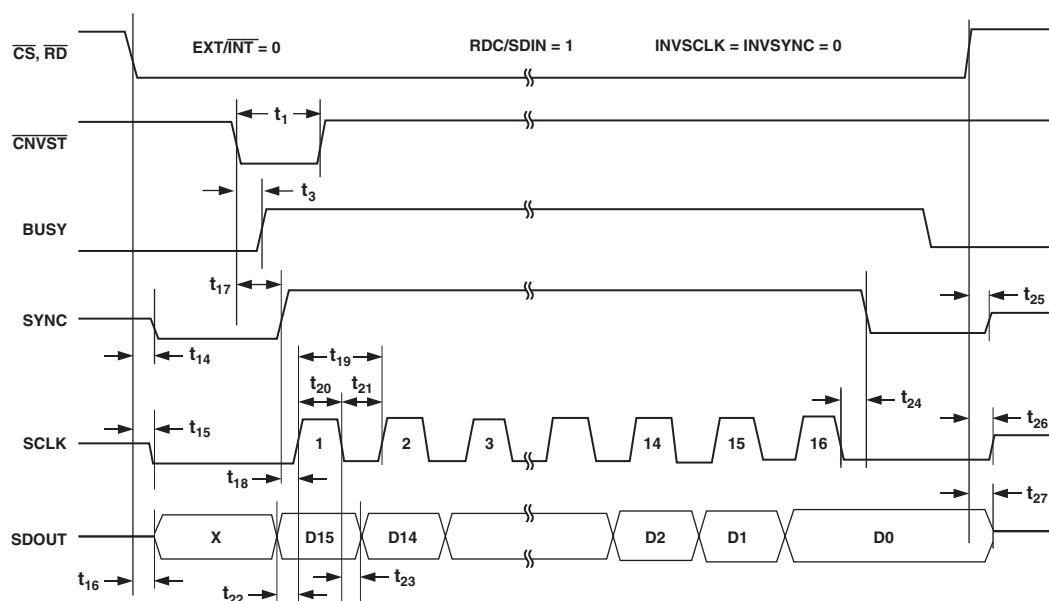 EXT/INT = 0 RDC/SDIN = 1 INVSCLK = INVSYNC = 0
CS, RD
t1
CNVST
t3
BUSY
t17
t25
SYNC
t14
t19
t20 t21
t24
t15
t26
SCLK
1 2 3 14 15 16
t18
t27
SDOUT
X D15 D14 D2 D1 D0
t16
t22
t23